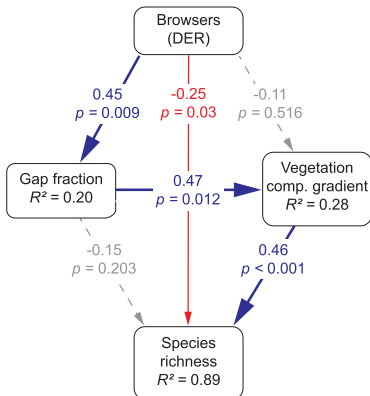 Browsers
(DER)
0.45
p = 0.009
-0.25
p = 0.03
-0.11
p = 0.516
Gap fraction
R² = 0.20
0.47
p = 0.012
Vegetation
comp. gradient
R² = 0.28
-0.15
p = 0.203
0.46
p < 0.001
Species
richness
R² = 0.89